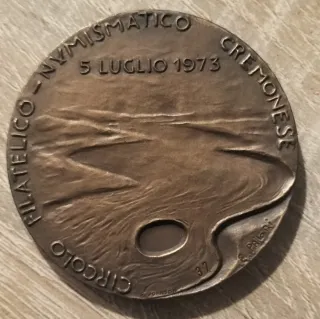 CIRCOLO FILATELICO - NVMISMATICO CREMONESE
5 LUGLIO 1973